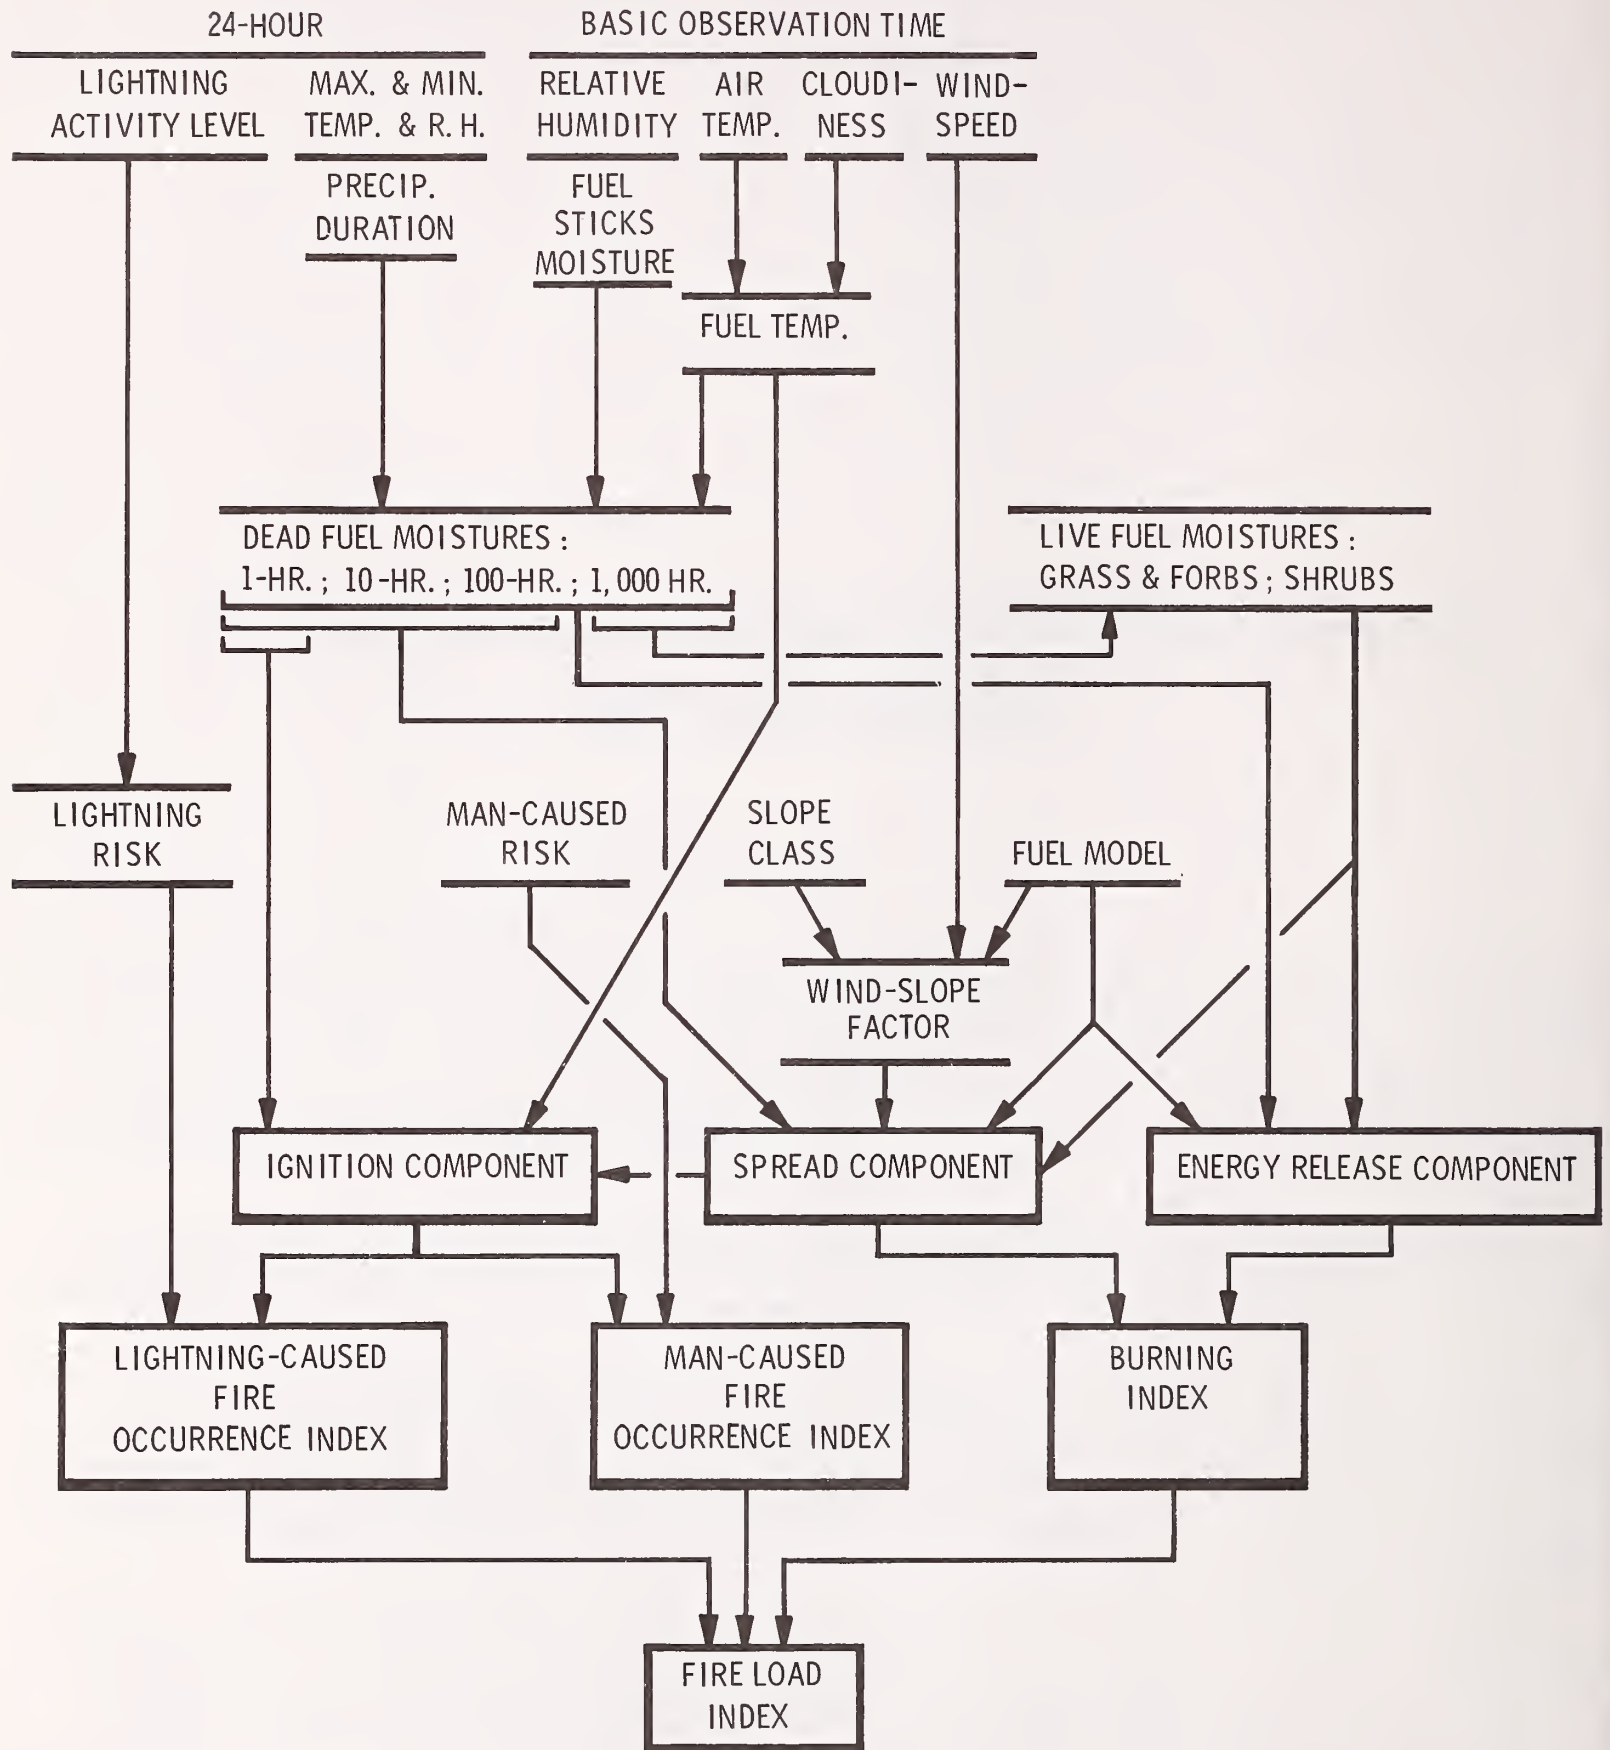 24-HOUR
BASIC OBSERVATION TIME
LIGHTNING
ACTIVITY LEVEL
MAX. & MIN.
TEMP. & R. H.
RELATIVE
HUMIDITY
AIR
TEMP.
CLOUDI-
NESS
WIND-
SPEED
PRECIP.
DURATION
FUEL
STICKS
MOISTURE
FUEL TEMP.
DEAD FUEL MOISTURES :
1-HR. ; 10-HR. ; 100-HR. ; 1,000 HR.
LIVE FUEL MOISTURES :
GRASS & FORBS ; SHRUBS
LIGHTNING
RISK
MAN-CAUSED
RISK
SLOPE
CLASS
FUEL MODEL
WIND-SLOPE
FACTOR
IGNITION COMPONENT
SPREAD COMPONENT
ENERGY RELEASE COMPONENT
LIGHTNING-CAUSED
FIRE
OCCURRENCE INDEX
MAN-CAUSED
FIRE
OCCURRENCE INDEX
BURNING
INDEX
FIRE LOAD
INDEX